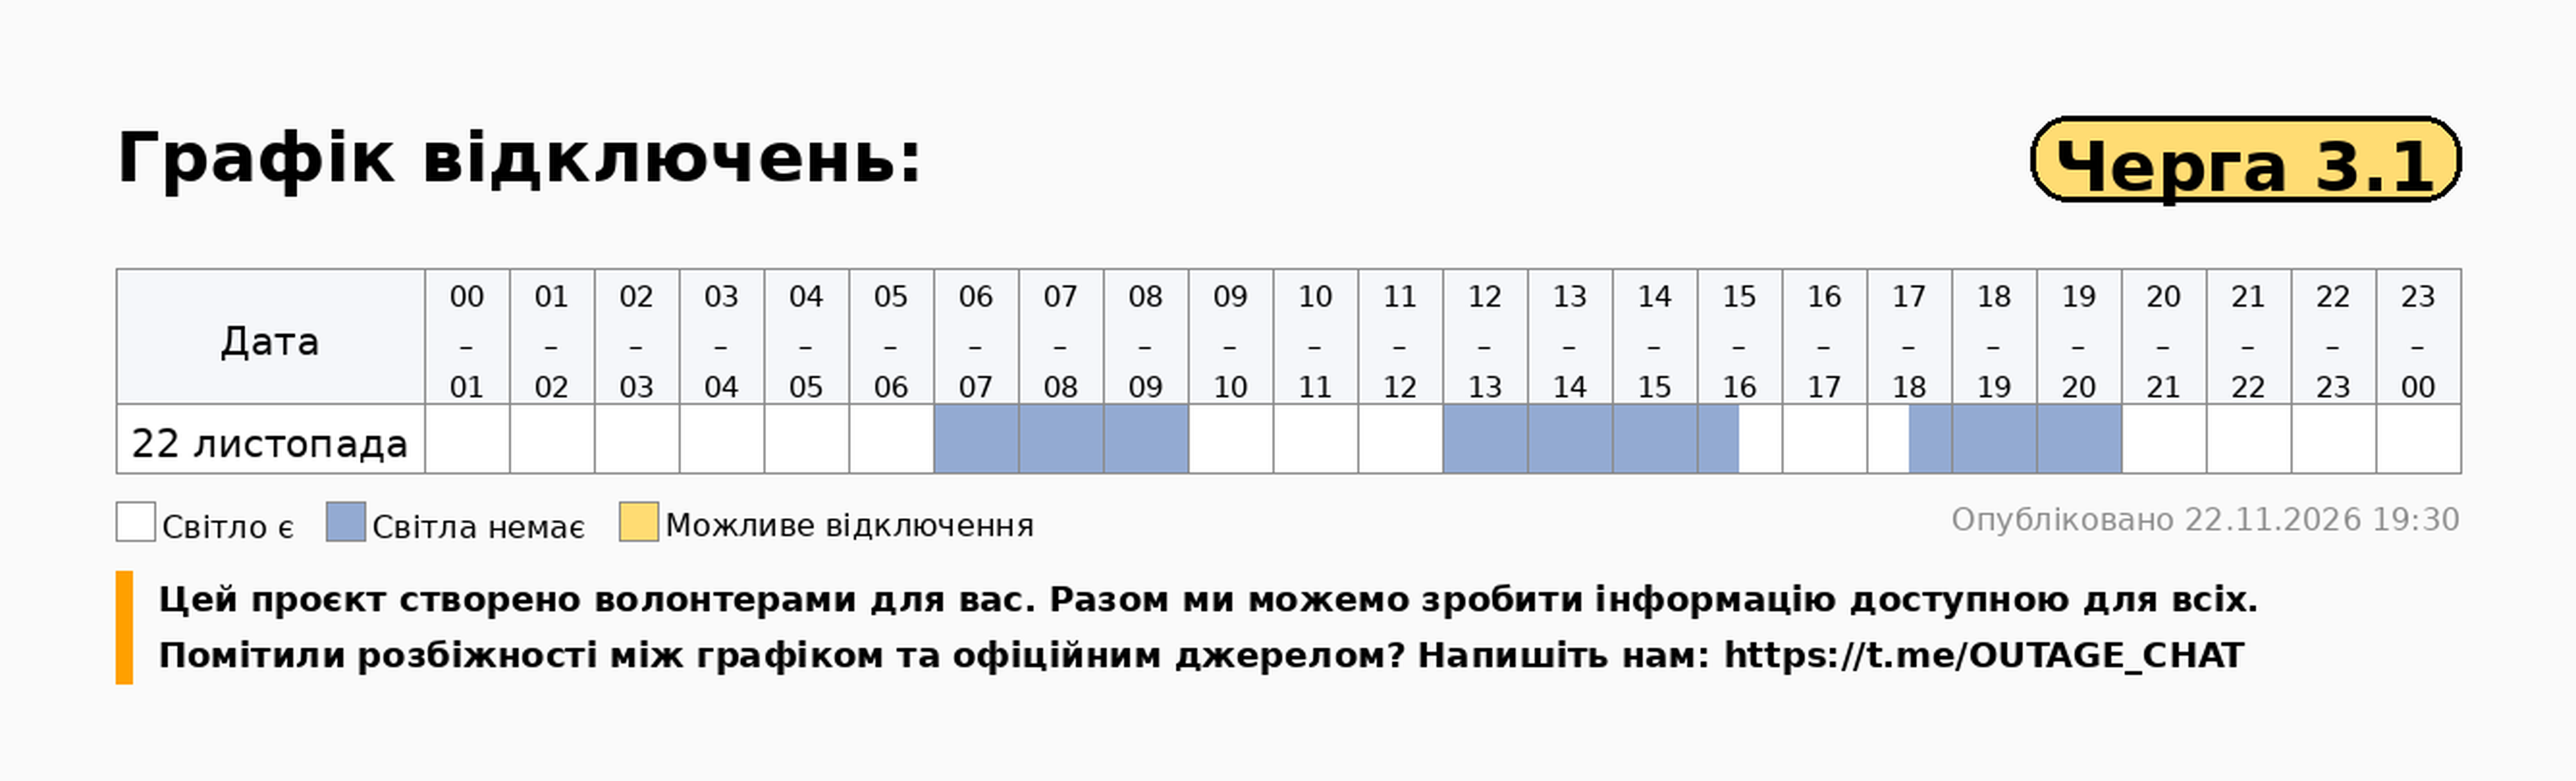 Графік відключень:
Черга 3.1
Дата
00 – 01
01 – 02
02 – 03
03 – 04
04 – 05
05 – 06
06 – 07
07 – 08
08 – 09
09 – 10
10 – 11
11 – 12
12 – 13
13 – 14
14 – 15
15 – 16
16 – 17
17 – 18
18 – 19
19 – 20
20 – 21
21 – 22
22 – 23
23 – 00
22 листопада
Світло є
Світла немає
Можливе відключення
Опубліковано 22.11.2026 19:30
Цей проєкт створено волонтерами для вас. Разом ми можемо зробити інформацію доступною для всіх.
Помітили розбіжності між графіком та офіційним джерелом? Напишіть нам: https://t.me/OUTAGE_CHAT